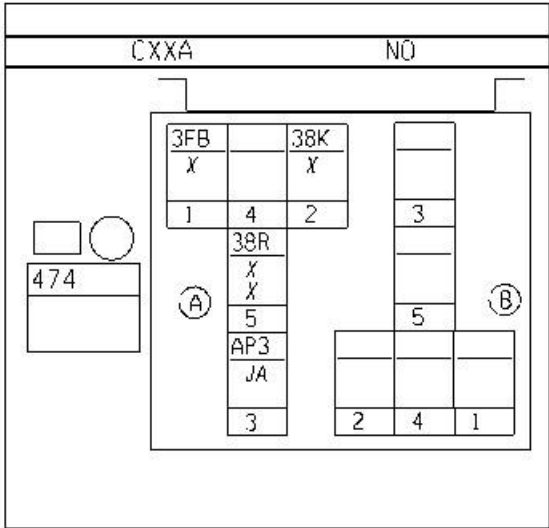 CXXA NO
3FB 38K
X X
1 4 2 3
38R
474
X
X
A B
5 5
AP3
JA
3 2 4 1